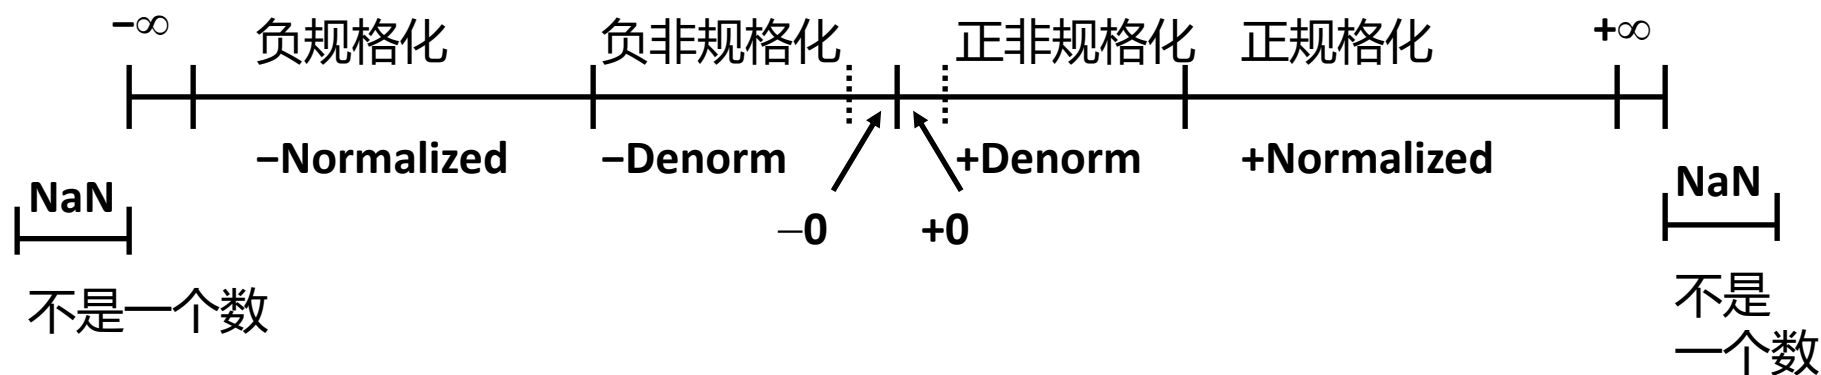 −∞ 负规格化 负非规格化 正非规格化 正规格化 +∞
−Normalized −Denorm +Denorm +Normalized
NaN NaN
−0 +0
不是一个数 不是
一个数